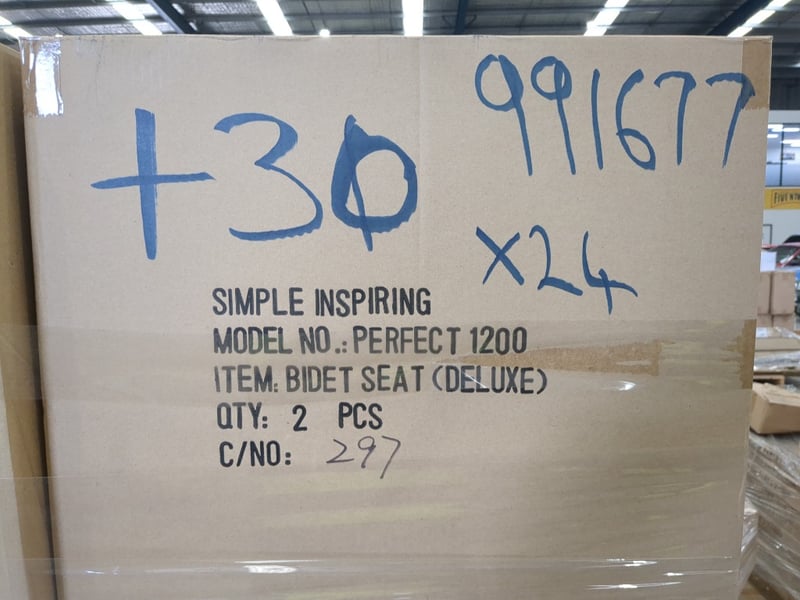 +30
991677
x24
SIMPLE INSPIRING
MODEL NO.: PERFECT 1200
ITEM: BIDET SEAT (DELUXE)
QTY: 2 PCS
C/NO: 297